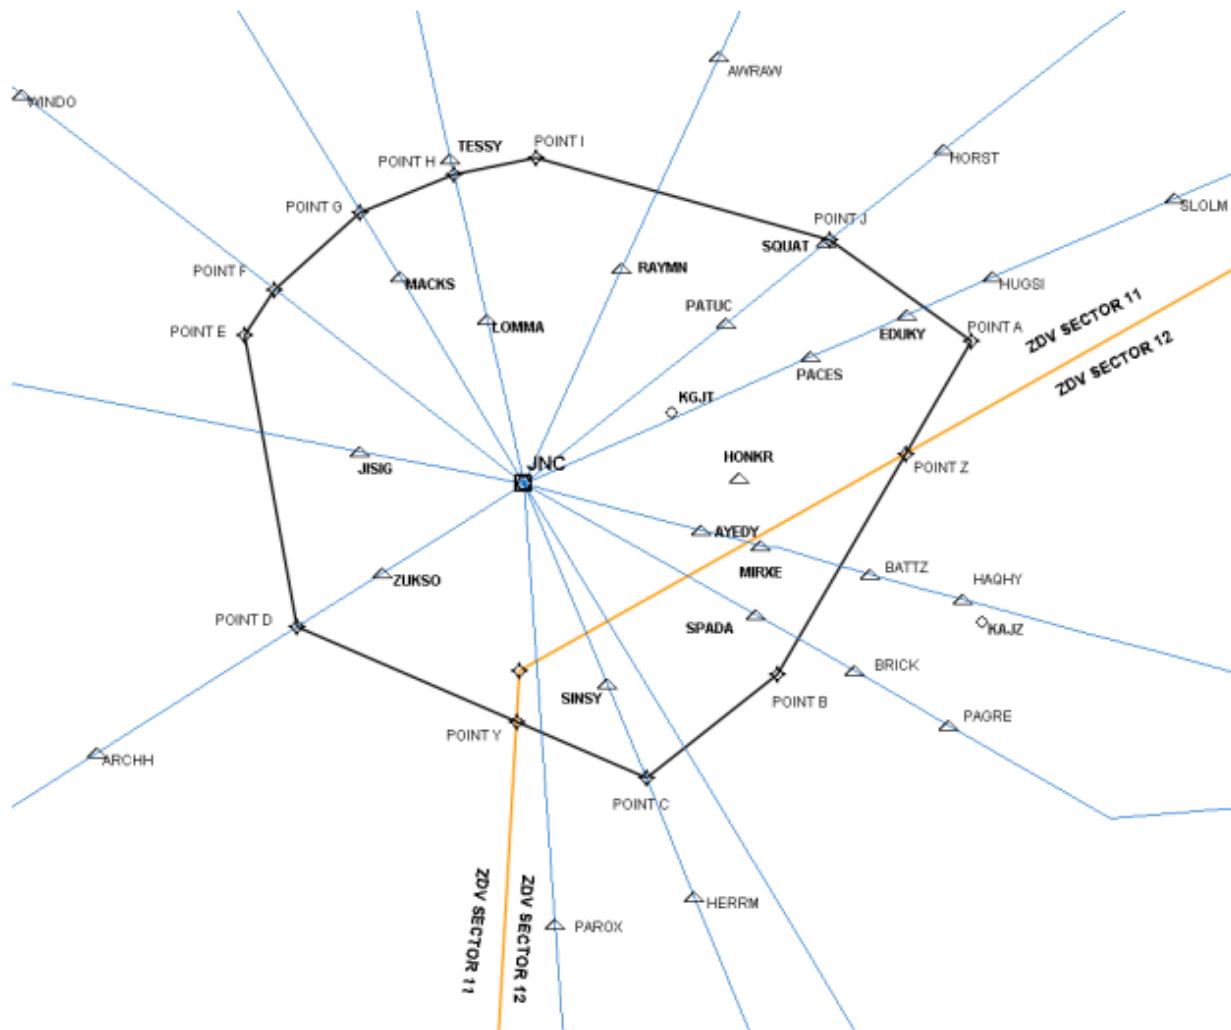 AWRAW
WINDO
TESSY
POINT I
POINT H
HORST
POINT G
SLOLM
POINT J
SQUAT
POINT F
RAYMN
MACKS
HUGSI
PATUC
EDUKY
ZDV SECTOR 11
POINT E
LOMMA
POINT A
ZDV SECTOR 12
PACES
KGJT
JISIG
JNC
HONKR
POINT Z
AYEDY
MIRXE
BATTZ
HAQHY
ZUKSO
POINT D
SPADA
KAJZ
BRICK
SINSY
POINT B
PAGRE
POINT Y
ARCHH
POINT C
ZDV SECTOR 11
ZDV SECTOR 12
HERRM
PAROX